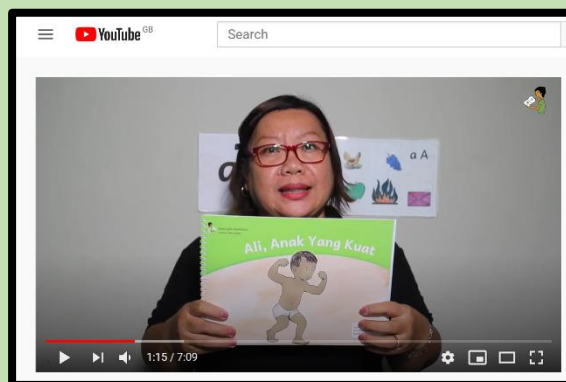 YouTube GB
Search
a A
Ali, Anak Yang Kuat
1:15 / 7:09